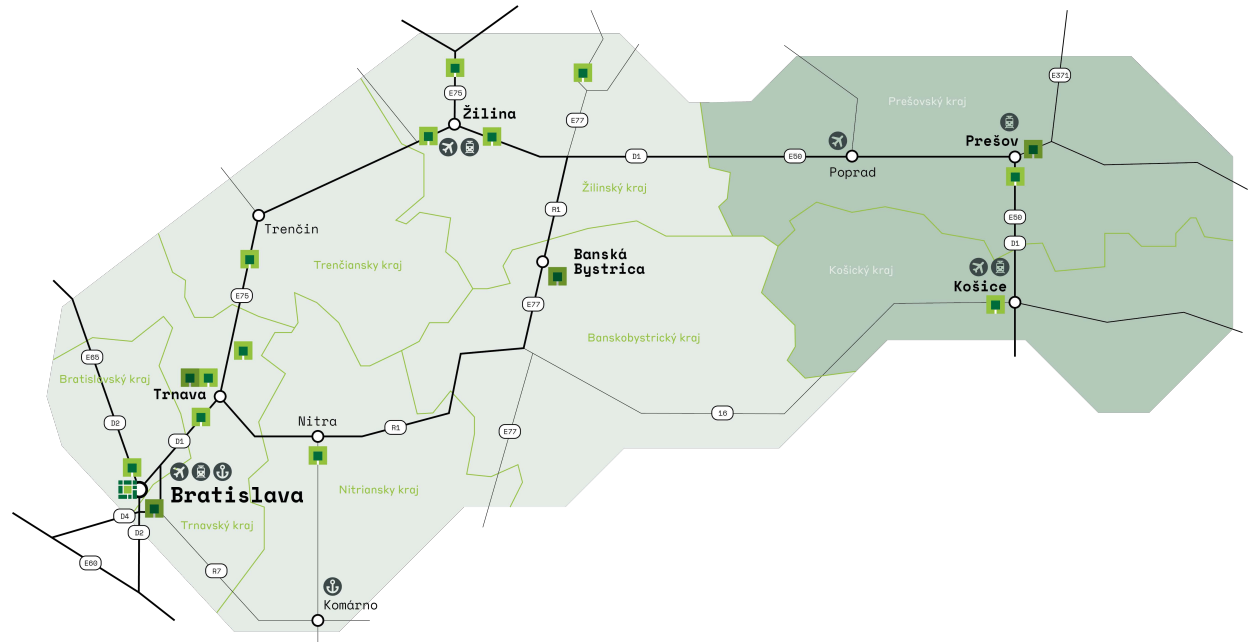 E371
E75
Prešovský kraj
Žilina
E77
Prešov
D1
E50
Poprad
Žilinský kraj
R1
E50
Trenčin
D1
Banská
Bystrica
Trenčiansky kraj
Košický kraj
Košice
E75
E77
Banskobystrický kraj
E65
Bratislavský kraj
Trnava
16
D2
Nitra
R1
E77
D1
Bratislava
Nitriansky kraj
D4
Trnavský kraj
D2
E60
R7
Komárno